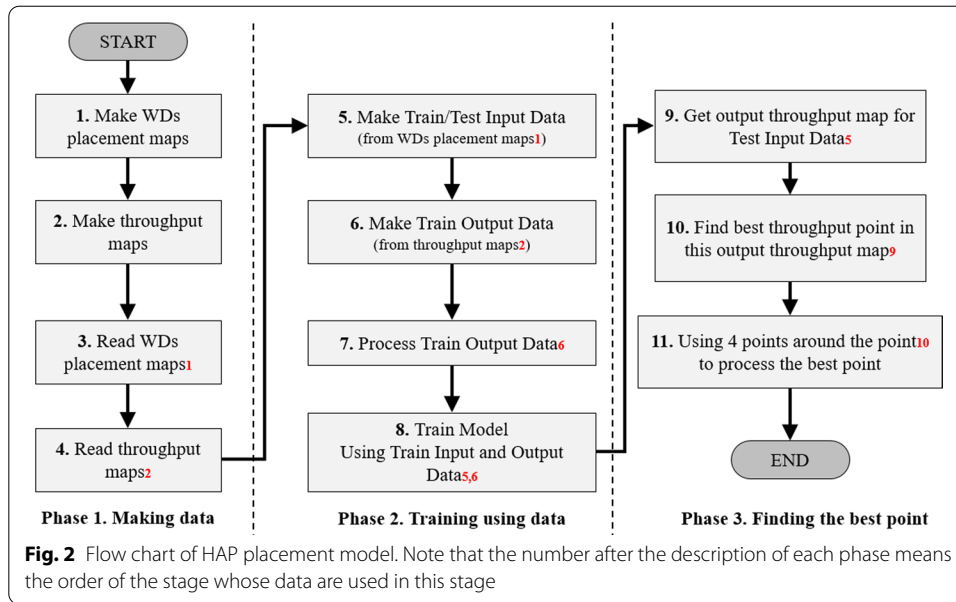 START
1. Make WDs
placement maps
2. Make throughput
maps
3. Read WDs
placement maps1
4. Read throughput
maps2
Phase 1. Making data
5. Make Train/Test Input Data
(from WDs placement maps1)
6. Make Train Output Data
(from throughput maps2)
7. Process Train Output Data6
8. Train Model
Using Train Input and Output
Data5,6
Phase 2. Training using data
9. Get output throughput map for
Test Input Data5
10. Find best throughput point in
this output throughput map9
11. Using 4 points around the point10
to process the best point
END
Phase 3. Finding the best point
Fig. 2 Flow chart of HAP placement model. Note that the number after the description of each phase means
the order of the stage whose data are used in this stage